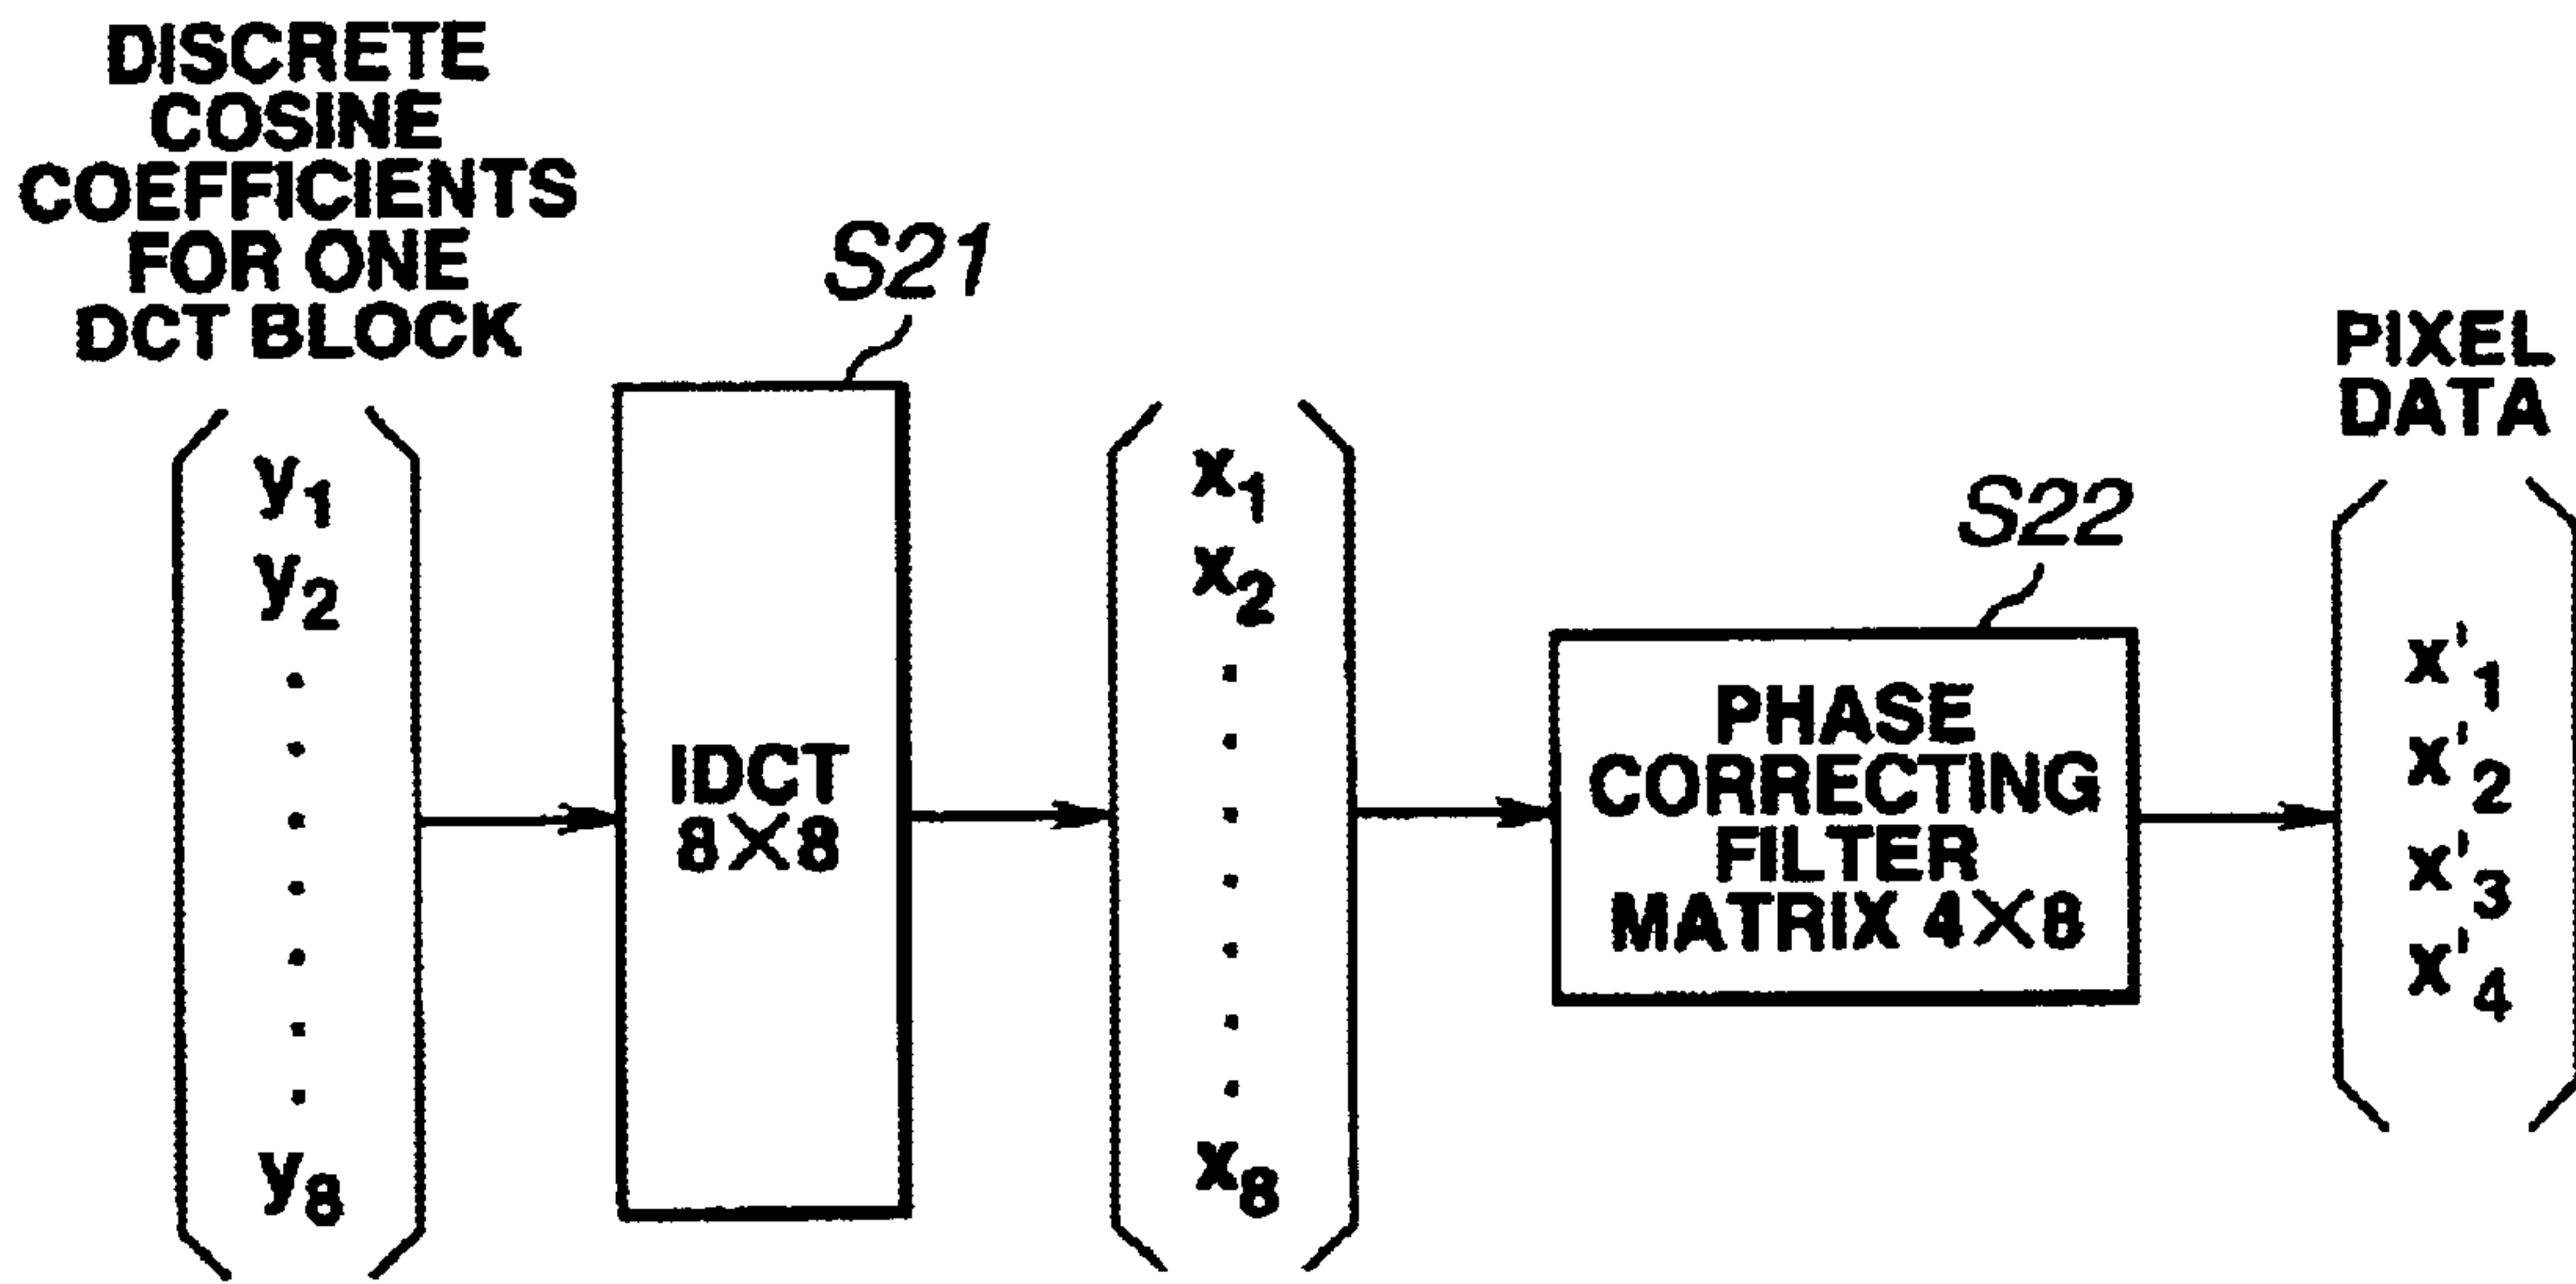 DISCRETE
COSINE
COEFFICIENTS
FOR ONE
DCT BLOCK
y1
y2
y8
S21
IDCT
8×8
x1
x2
x8
S22
PHASE
CORRECTING
FILTER
MATRIX 4×8
PIXEL
DATA
x'1
x'2
x'3
x'4